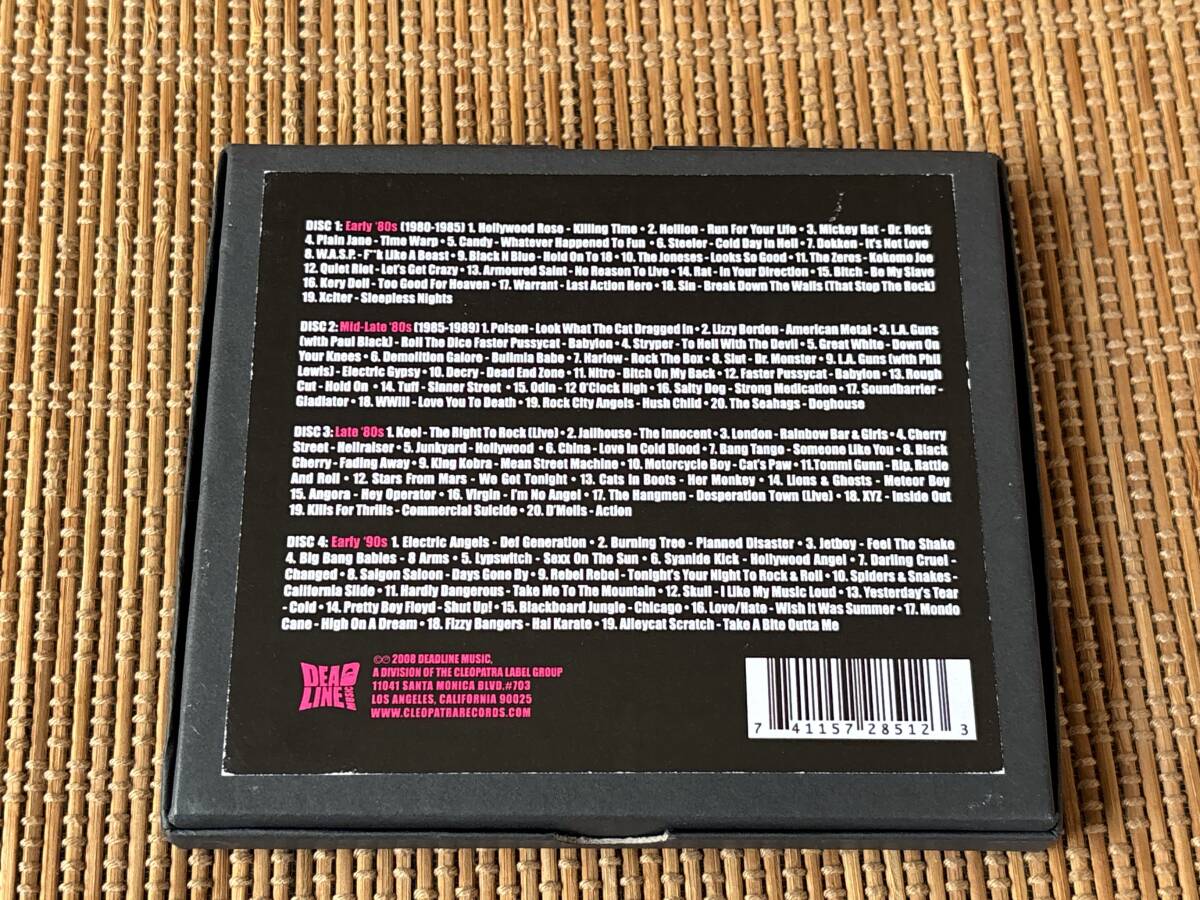 DISC 1: Early '80s (1980-1985) 1. Hollywood Rose - Killing Time • 2. Hellion - Run For Your Life • 3. Mickey Rat - Dr. Rock
4. Plain Jane - Time Warp • 5. Candy - Whatever Happened To Fun • 6. Steeler - Cold Day In Hell • 7. Dokken - It's Not Love
8. W.A.S.P. - F**k Like A Beast • 9. Black N Blue - Hold On To 18 • 10. The Joneses - Looks So Good • 11. The Zeros - Kokomo Joe
12. Quiet Riot - Let's Get Crazy • 13. Armoured Saint - No Reason To Live • 14. Rat - In Your Direction • 15. Bitch - Be My Slave
16. Kery Doll - Too Good For Heaven • 17. Warrant - Last Action Hero • 18. Sin - Break Down The Walls (That Stop The Rock)
19. Xciter - Sleepless Nights
DISC 2: Mid-Late '80s (1985-1989) 1. Poison - Look What The Cat Dragged In • 2. Lizzy Borden - American Metal • 3. L.A. Guns
(with Paul Black) - Roll The Dice Faster Pussycat - Babylon • 4. Stryper - To Hell With The Devil • 5. Great White - Down On
Your Knees • 6. Demolition Galore - Bulimia Babe • 7. Harlow - Rock The Box • 8. Slut - Dr. Monster • 9. L.A. Guns (with Phil
Lewis) - Electric Gypsy • 10. Decry - Dead End Zone • 11. Nitro - Bitch On My Back • 12. Faster Pussycat - Babylon • 13. Rough
Cut - Hold On • 14. Tuff - Sinner Street • 15. Odin - 12 O'Clock High • 16. Salty Dog - Strong Medication • 17. Soundbarrier -
Gladiator • 18. WWIII - Love You To Death • 19. Rock City Angels - Hush Child • 20. The Seahags - Doghouse
DISC 3: Late '80s 1. Keel - The Right To Rock (Live) • 2. Jailhouse - The Innocent • 3. London - Rainbow Bar & Girls • 4. Cherry
Street - Hellraiser • 5. Junkyard - Hollywood • 6. China - Love In Cold Blood • 7. Bang Tango - Someone Like You • 8. Black
Cherry - Fading Away • 9. King Kobra - Mean Street Machine • 10. Motorcycle Boy - Cat's Paw • 11.Tommi Gunn - Rip, Rattle
And Roll • 12. Stars From Mars - We Got Tonight • 13. Cats In Boots - Her Monkey • 14. Lions & Ghosts - Meteor Boy
15. Angora - Hey Operator • 16. Virgin - I'm No Angel • 17. The Hangmen - Desperation Town (Live) • 18. XYZ - Inside Out
19. Kills For Thrills - Commercial Suicide • 20. D'Molls - Action
DISC 4: Early '90s 1. Electric Angels - Def Generation • 2. Burning Tree - Planned Disaster • 3. Jetboy - Feel The Shake
4. Big Bang Babies - 8 Arms • 5. Lypswitch - Sexx On The Sun • 6. Syanide Kick - Hollywood Angel • 7. Darling Cruel -
Changed • 8. Saigon Saloon - Days Gone By • 9. Rebel Rebel - Tonight's Your Night To Rock & Roll • 10. Spiders & Snakes -
California Slide • 11. Hardly Dangerous - Take Me To The Mountain • 12. Skull - I Like My Music Loud • 13. Yesterday's Tear
- Cold • 14. Pretty Boy Floyd - Shut Up! • 15. Blackboard Jungle - Chicago • 16. Love/Hate - Wish It Was Summer • 17. Mondo
Cane - High On A Dream • 18. Fizzy Bangers - Hai Karate • 19. Alleycat Scratch - Take A Bite Outta Me
DEAD LINE MUSIC
©℗ 2008 DEADLINE MUSIC,
A DIVISION OF THE CLEOPATRA LABEL GROUP
11041 SANTA MONICA BLVD.#703
LOS ANGELES, CALIFORNIA 90025
WWW.CLEOPATRARECORDS.COM
7 41157 28512 3